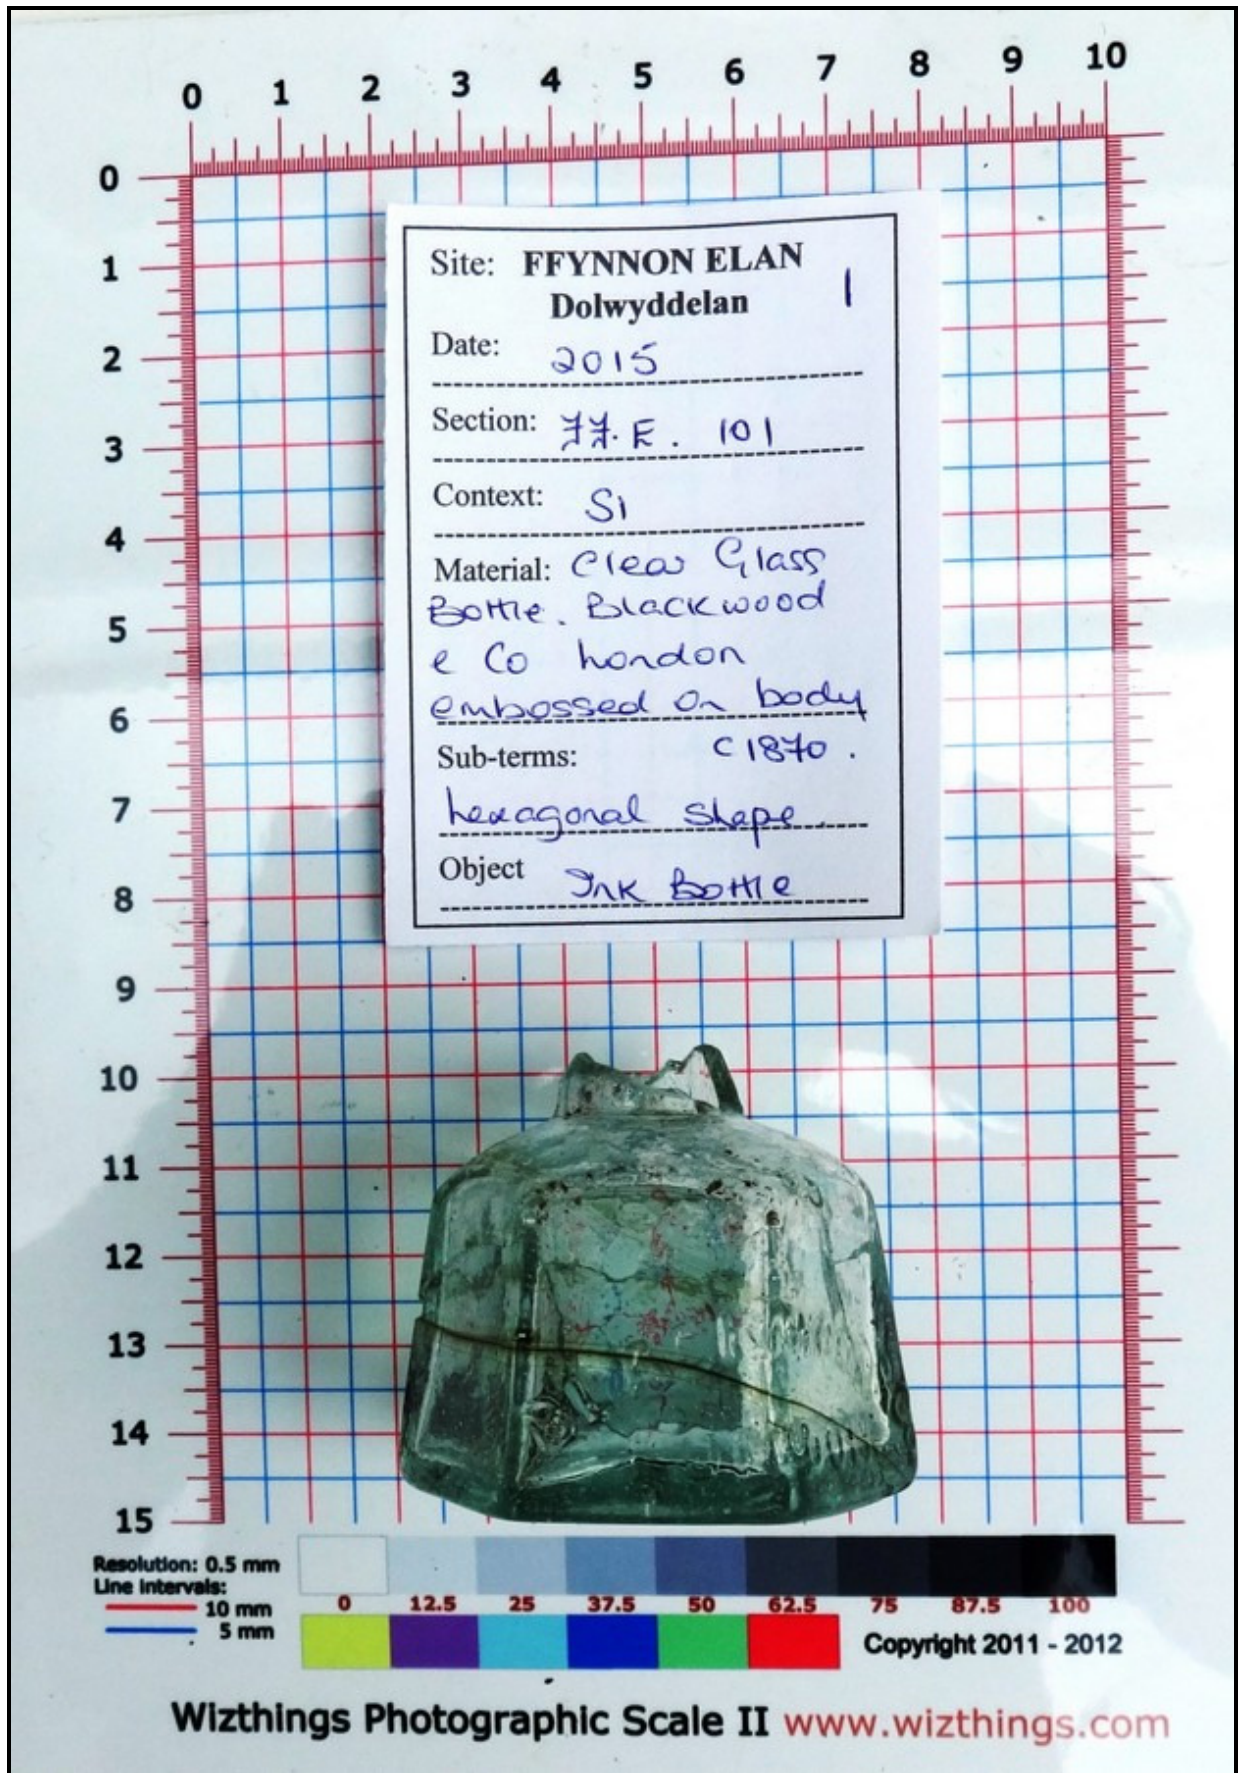 0 1 2 3 4 5 6 7 8 9 10
0
1
2
3
4
5
6
7
8
9
10
11
12
13
14
15
Site: FFYNNON ELAN
Dolwyddelan 1
Date: 2015
Section: FF.E. 101
Context: S1
Material: Clear Glass
Bottle. Blackwood
e Co London
embossed on body
Sub-terms: C1870.
hexagonal shape.
Object Ink Bottle
Resolution: 0.5 mm
Line intervals:
10 mm
5 mm
0 12.5 25 37.5 50 62.5 75 87.5 100
Copyright 2011 - 2012
Wizthings Photographic Scale II www.wizthings.com